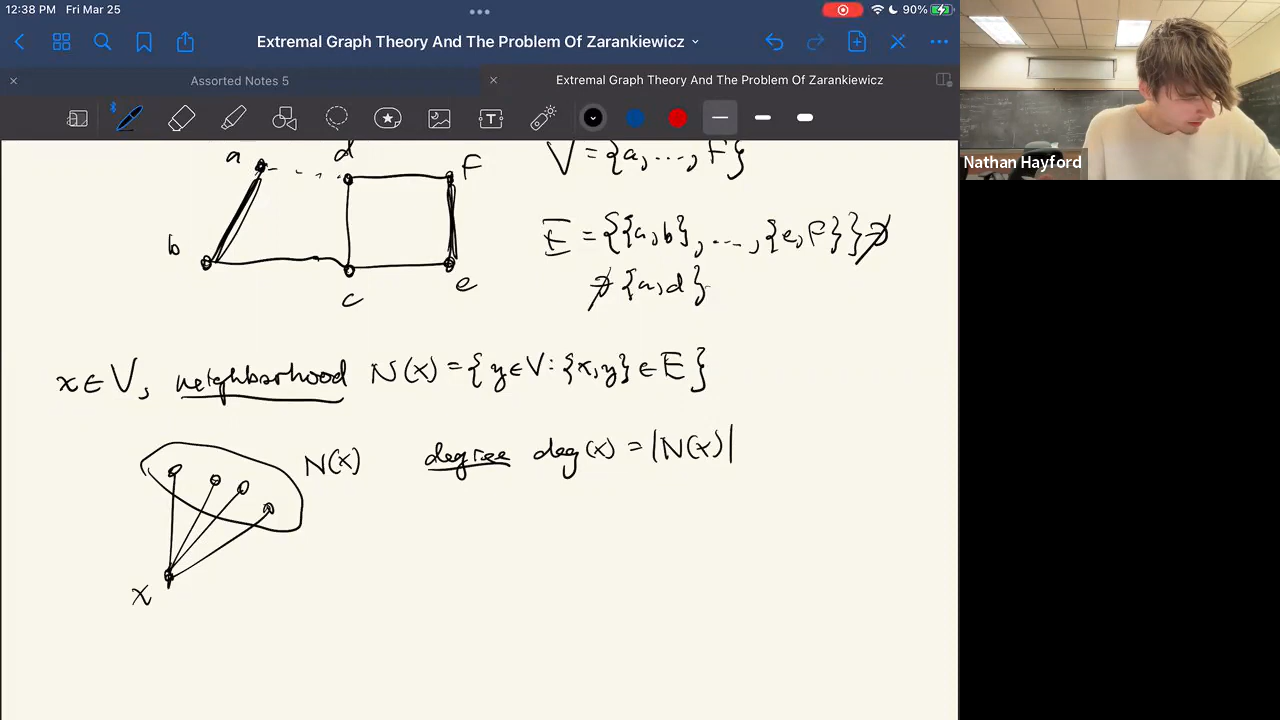 12:38 PM Fri Mar 25
90%
Extremal Graph Theory And The Problem Of Zarankiewicz
Assorted Notes 5
Extremal Graph Theory And The Problem Of Zarankiewicz
Nathan Hayford
a d f
V = {a, ..., f}
b c e
E = {{a,b}, ..., {e,f}} ∌
∌ {a,d}
x ∈ V, neighborhood N(x) = {y ∈ V : {x,y} ∈ E}
N(x) degree deg(x) = |N(x)|
x